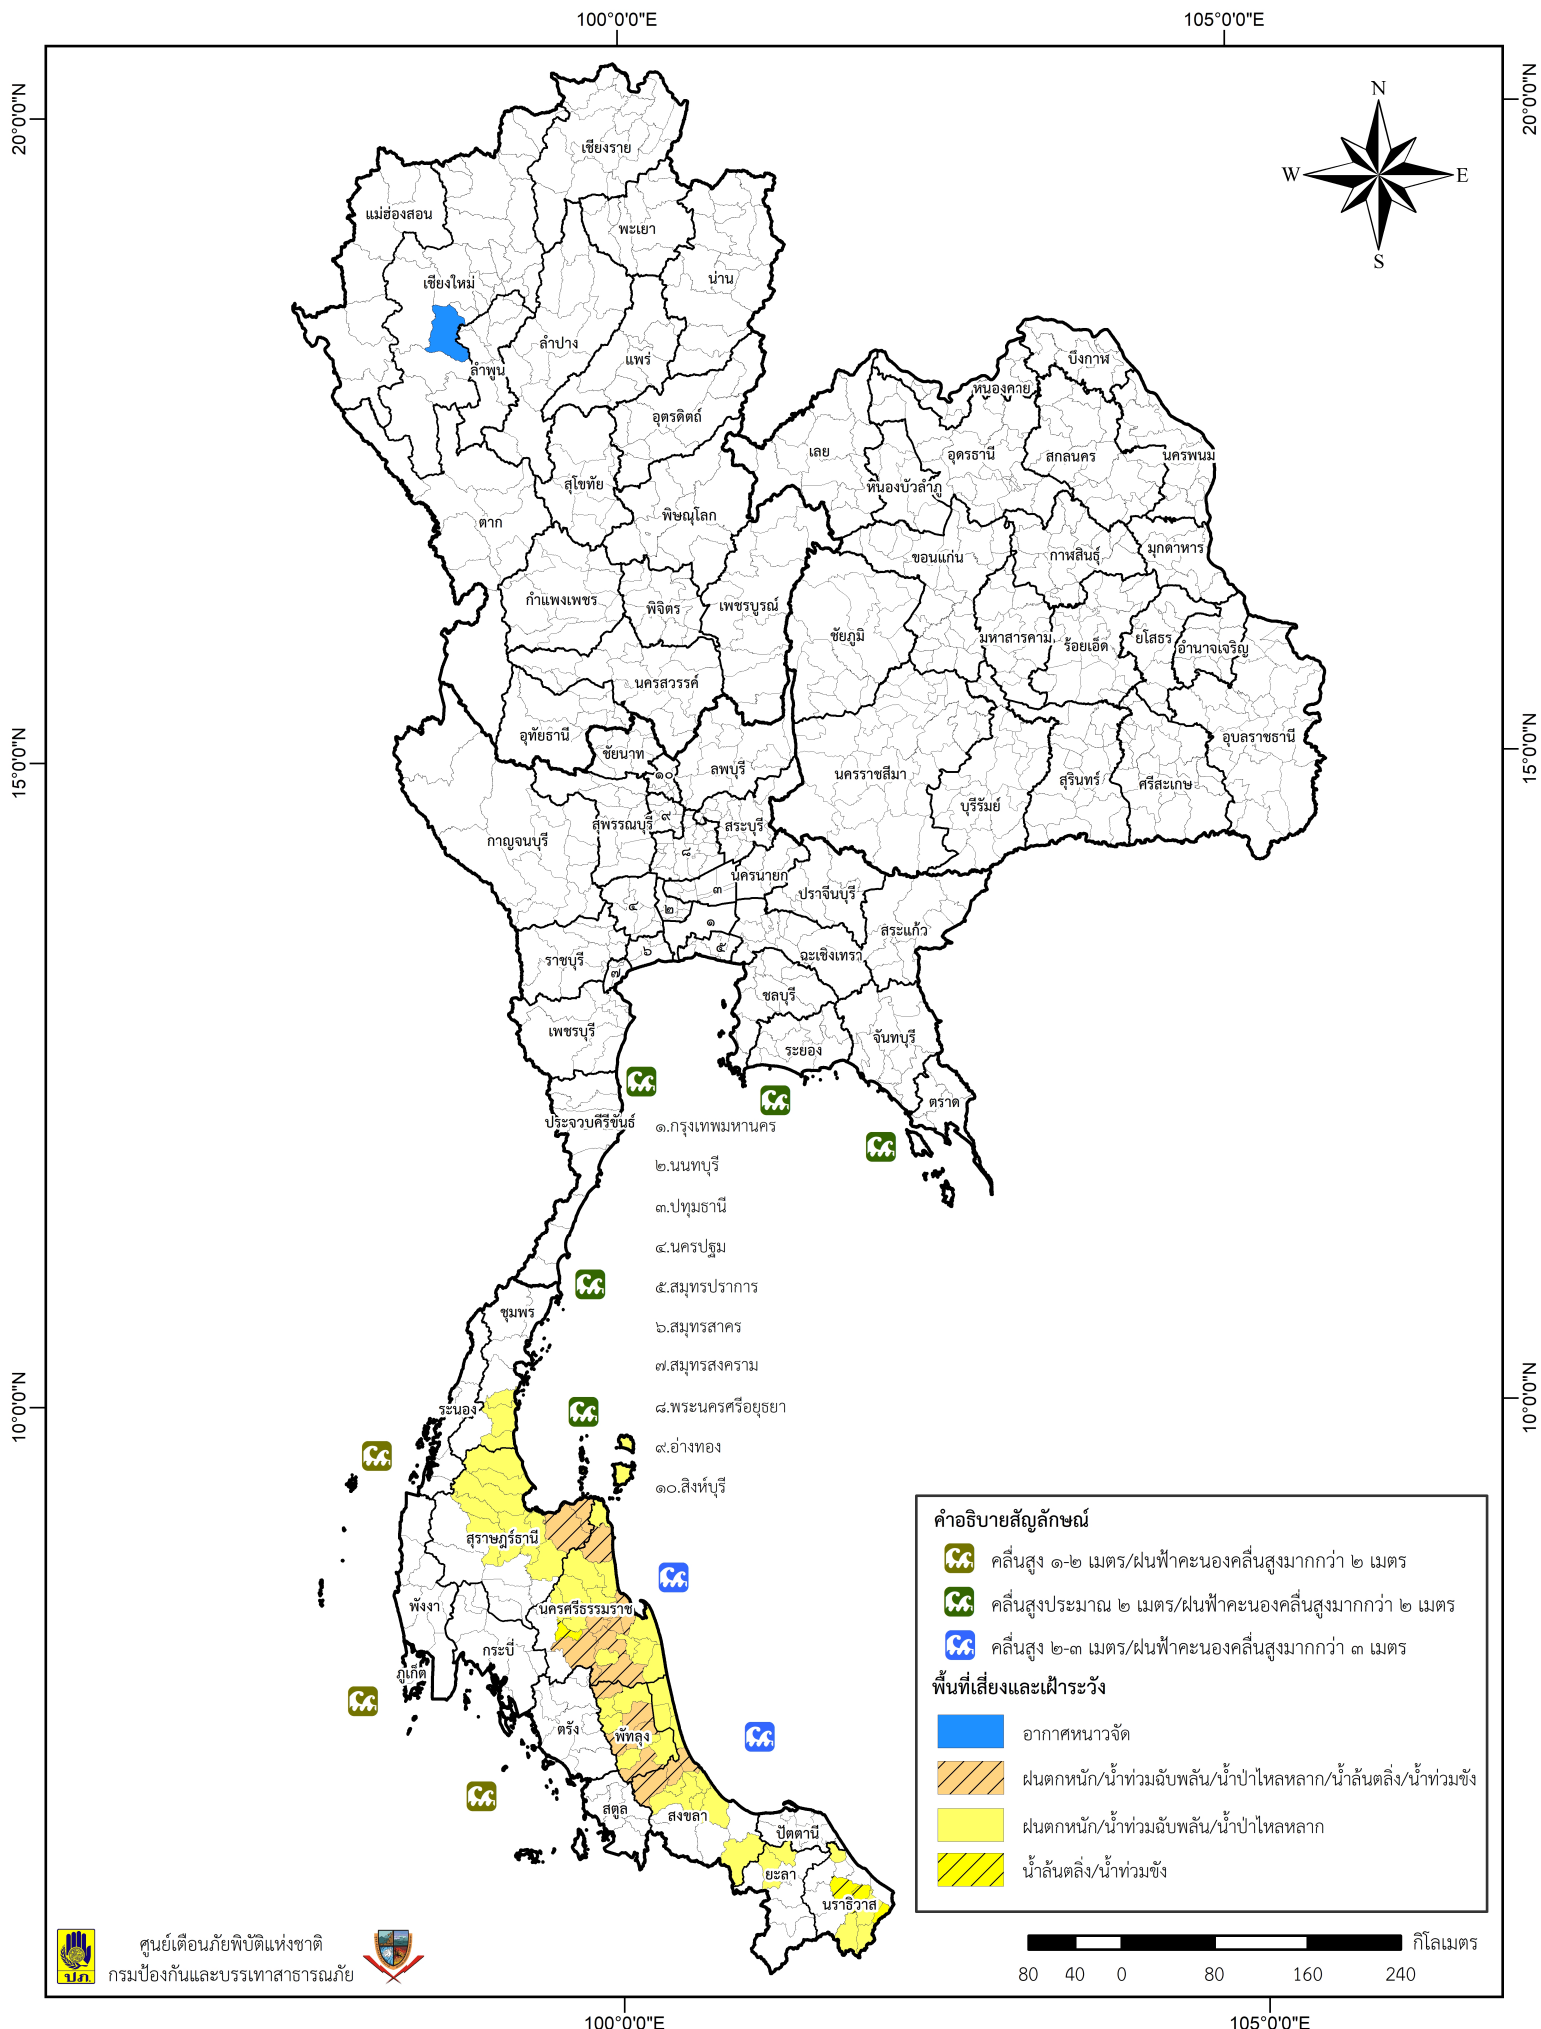 100°0'0"E
105°0'0"E
20°0'0"N
20°0'0"N
N
W
E
S
เชียงราย
แม่ฮ่องสอน
พะเยา
น่าน
เชียงใหม่
ลำปาง
แพร่
ลำพูน
บึงกาฬ
หนองคาย
อุตรดิตถ์
เลย
อุดรธานี
สกลนคร
นครพนม
สุโขทัย
หนองบัวลำภู
ตาก
พิษณุโลก
ขอนแก่น
กาฬสินธุ์
มุกดาหาร
กำแพงเพชร
พิจิตร
เพชรบูรณ์
ชัยภูมิ
มหาสารคาม
ร้อยเอ็ด
ยโสธร
อำนาจเจริญ
นครสวรรค์
อุทัยธานี
ชัยนาท
อุบลราชธานี
15°0'0"N
15°0'0"N
๑๐
ลพบุรี
นครราชสีมา
สุรินทร์
ศรีสะเกษ
บุรีรัมย์
๙
สุพรรณบุรี
สระบุรี
กาญจนบุรี
๘
นครนายก
๓
ปราจีนบุรี
๔
๒
๑
สระแก้ว
๕
๖
ฉะเชิงเทรา
ราชบุรี
๗
ชลบุรี
เพชรบุรี
ระยอง
จันทบุรี
ตราด
ประจวบคีรีขันธ์
๑.กรุงเทพมหานคร
๒.นนทบุรี
๓.ปทุมธานี
๔.นครปฐม
๕.สมุทรปราการ
๖.สมุทรสาคร
๗.สมุทรสงคราม
๘.พระนครศรีอยุธยา
๙.อ่างทอง
๑๐.สิงห์บุรี
ชุมพร
10°0'0"N
10°0'0"N
ระนอง
สุราษฎร์ธานี
พังงา
นครศรีธรรมราช
กระบี่
ภูเก็ต
ตรัง
พัทลุง
สตูล
สงขลา
ปัตตานี
ยะลา
นราธิวาส
คำอธิบายสัญลักษณ์
คลื่นสูง ๑-๒ เมตร/ฝนฟ้าคะนองคลื่นสูงมากกว่า ๒ เมตร
คลื่นสูงประมาณ ๒ เมตร/ฝนฟ้าคะนองคลื่นสูงมากกว่า ๒ เมตร
คลื่นสูง ๒-๓ เมตร/ฝนฟ้าคะนองคลื่นสูงมากกว่า ๓ เมตร
พื้นที่เสี่ยงและเฝ้าระวัง
อากาศหนาวจัด
ฝนตกหนัก/น้ำท่วมฉับพลัน/น้ำป่าไหลหลาก/น้ำล้นตลิ่ง/น้ำท่วมขัง
ฝนตกหนัก/น้ำท่วมฉับพลัน/น้ำป่าไหลหลาก
น้ำล้นตลิ่ง/น้ำท่วมขัง
ปภ.
ศูนย์เตือนภัยพิบัติแห่งชาติ
กรมป้องกันและบรรเทาสาธารณภัย
กิโลเมตร
80 40 0 80 160 240
100°0'0"E
105°0'0"E